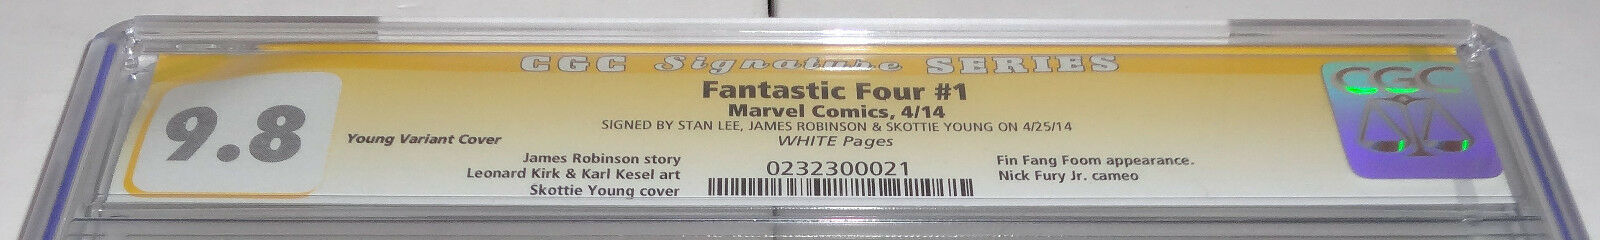 CGC Signature SERIES
9.8
Young Variant Cover
Fantastic Four #1
Marvel Comics, 4/14
SIGNED BY STAN LEE, JAMES ROBINSON & SKOTTIE YOUNG ON 4/25/14
WHITE Pages
James Robinson story
Leonard Kirk & Karl Kesel art
Skottie Young cover
0232300021
Fin Fang Foom appearance.
Nick Fury Jr. cameo
CGC